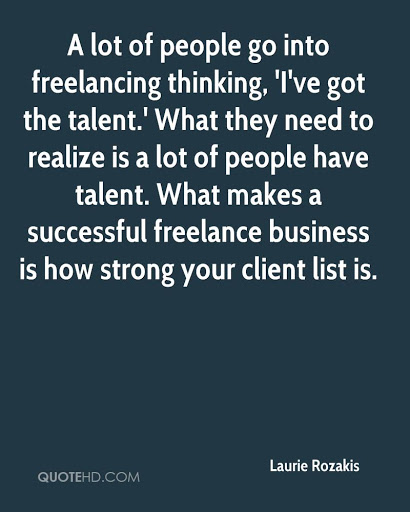 A lot of people go into
freelancing thinking, 'I've got
the talent.' What they need to
realize is a lot of people have
talent. What makes a
successful freelance business
is how strong your client list is.
Laurie Rozakis
QUOTEHD.COM